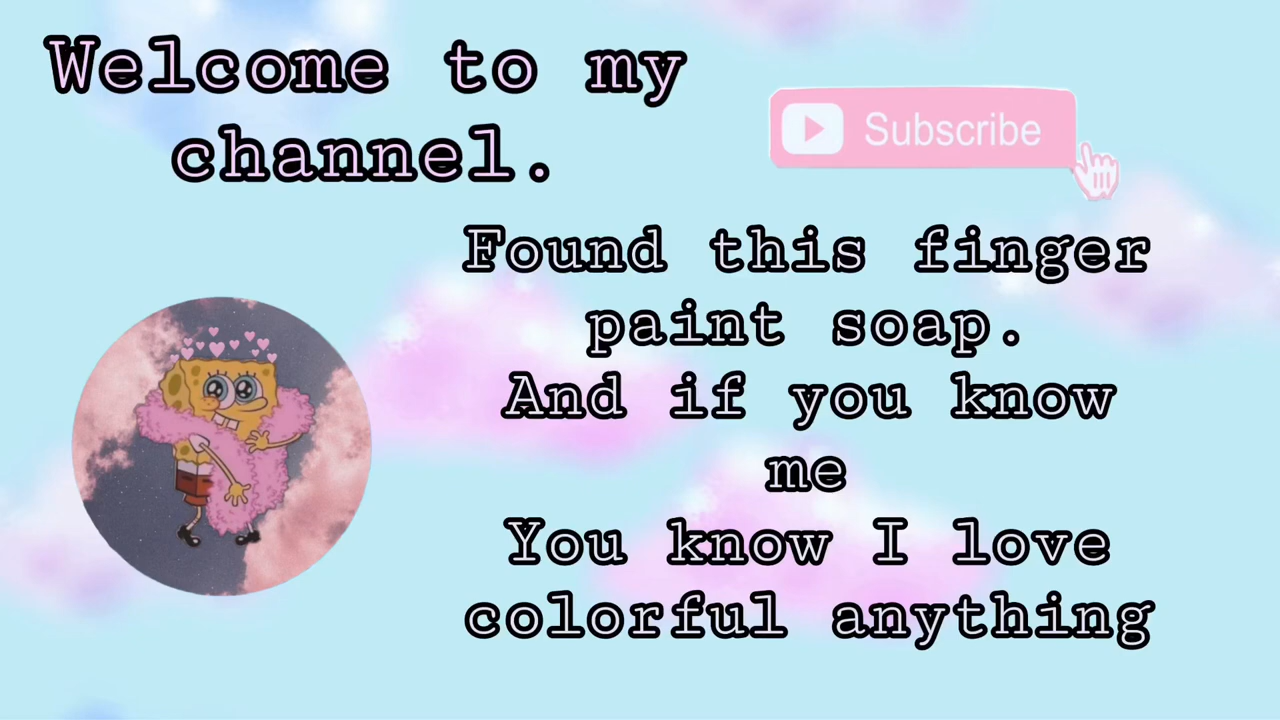 Welcome to my
channel.
Subscribe
Found this finger
paint soap.
And if you know
me
You know I love
colorful anything